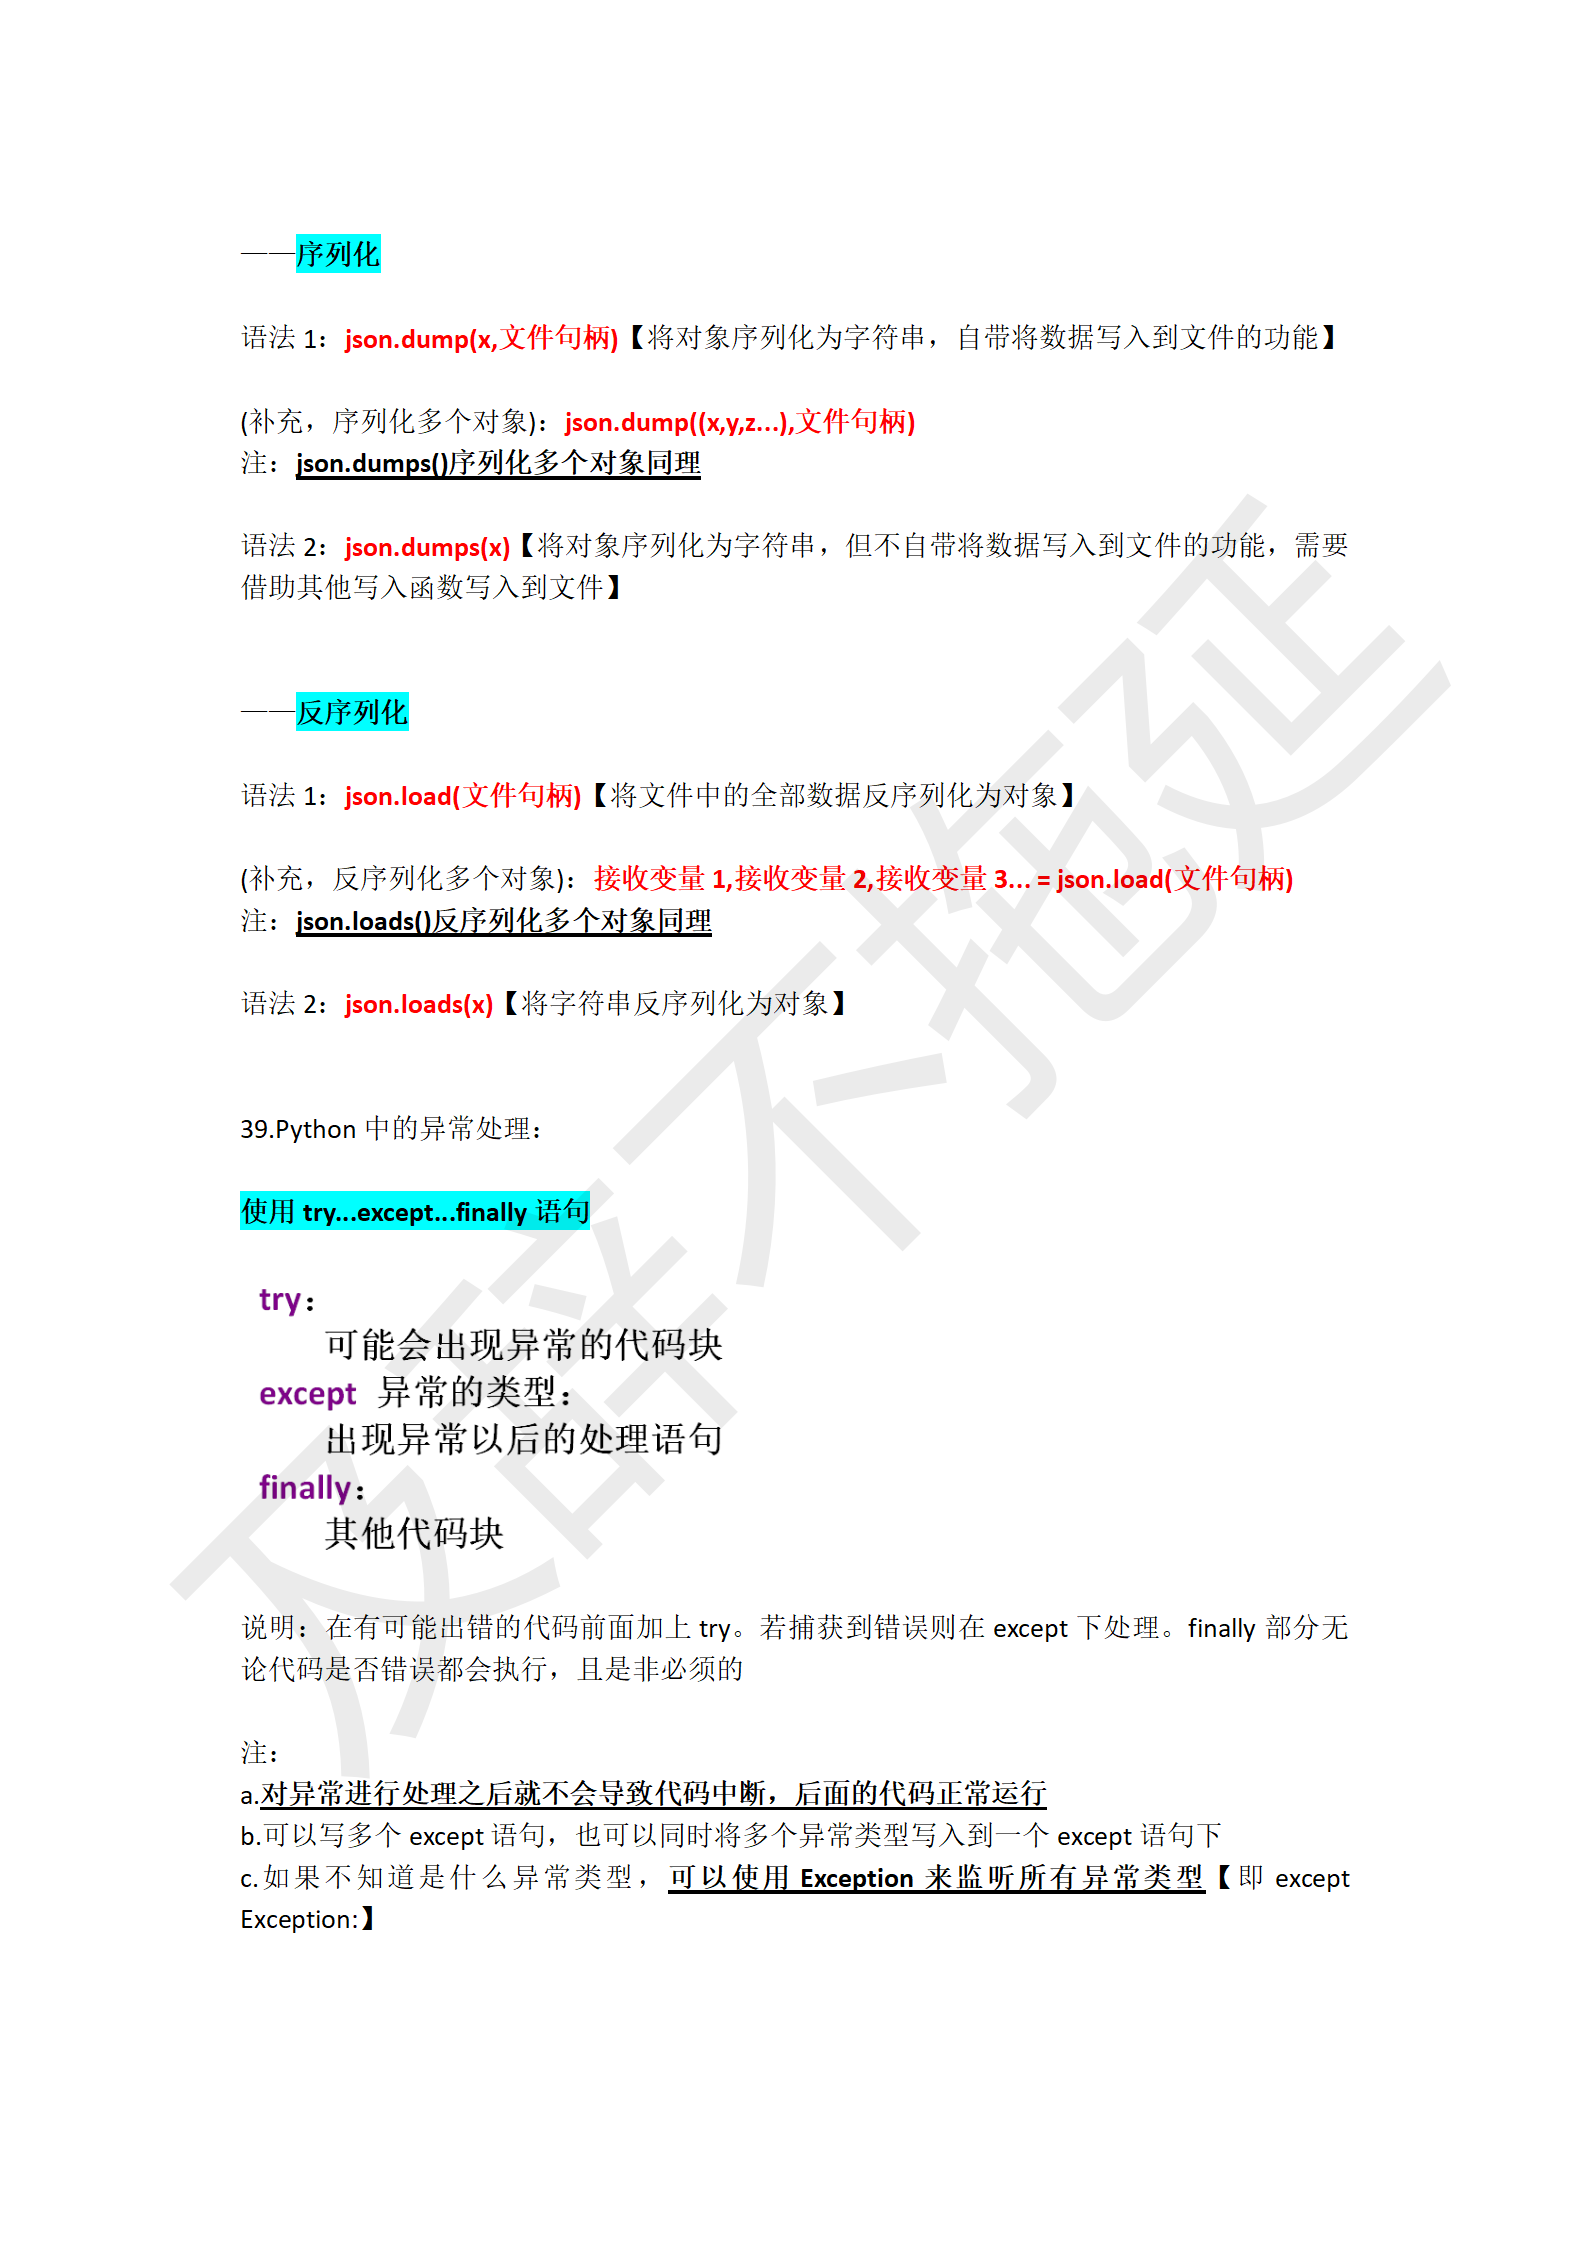 ——序列化
语法 1：json.dump(x,文件句柄)【将对象序列化为字符串，自带将数据写入到文件的功能】
(补充，序列化多个对象)：json.dump((x,y,z...),文件句柄)
注：json.dumps()序列化多个对象同理
语法 2：json.dumps(x)【将对象序列化为字符串，但不自带将数据写入到文件的功能，需要
借助其他写入函数写入到文件】
——反序列化
语法 1：json.load(文件句柄)【将文件中的全部数据反序列化为对象】
(补充，反序列化多个对象)：接收变量 1,接收变量 2,接收变量 3... = json.load(文件句柄)
注：json.loads()反序列化多个对象同理
语法 2：json.loads(x)【将字符串反序列化为对象】
39.Python 中的异常处理：
使用 try...except...finally 语句
try：
可能会出现异常的代码块
except 异常的类型：
出现异常以后的处理语句
finally：
其他代码块
说明：在有可能出错的代码前面加上 try。若捕获到错误则在 except 下处理。finally 部分无
论代码是否错误都会执行，且是非必须的
注：
a.对异常进行处理之后就不会导致代码中断，后面的代码正常运行
b.可以写多个 except 语句，也可以同时将多个异常类型写入到一个 except 语句下
c.如果不知道是什么异常类型，可以使用 Exception 来监听所有异常类型【即 except
Exception:】
及辞不拖延